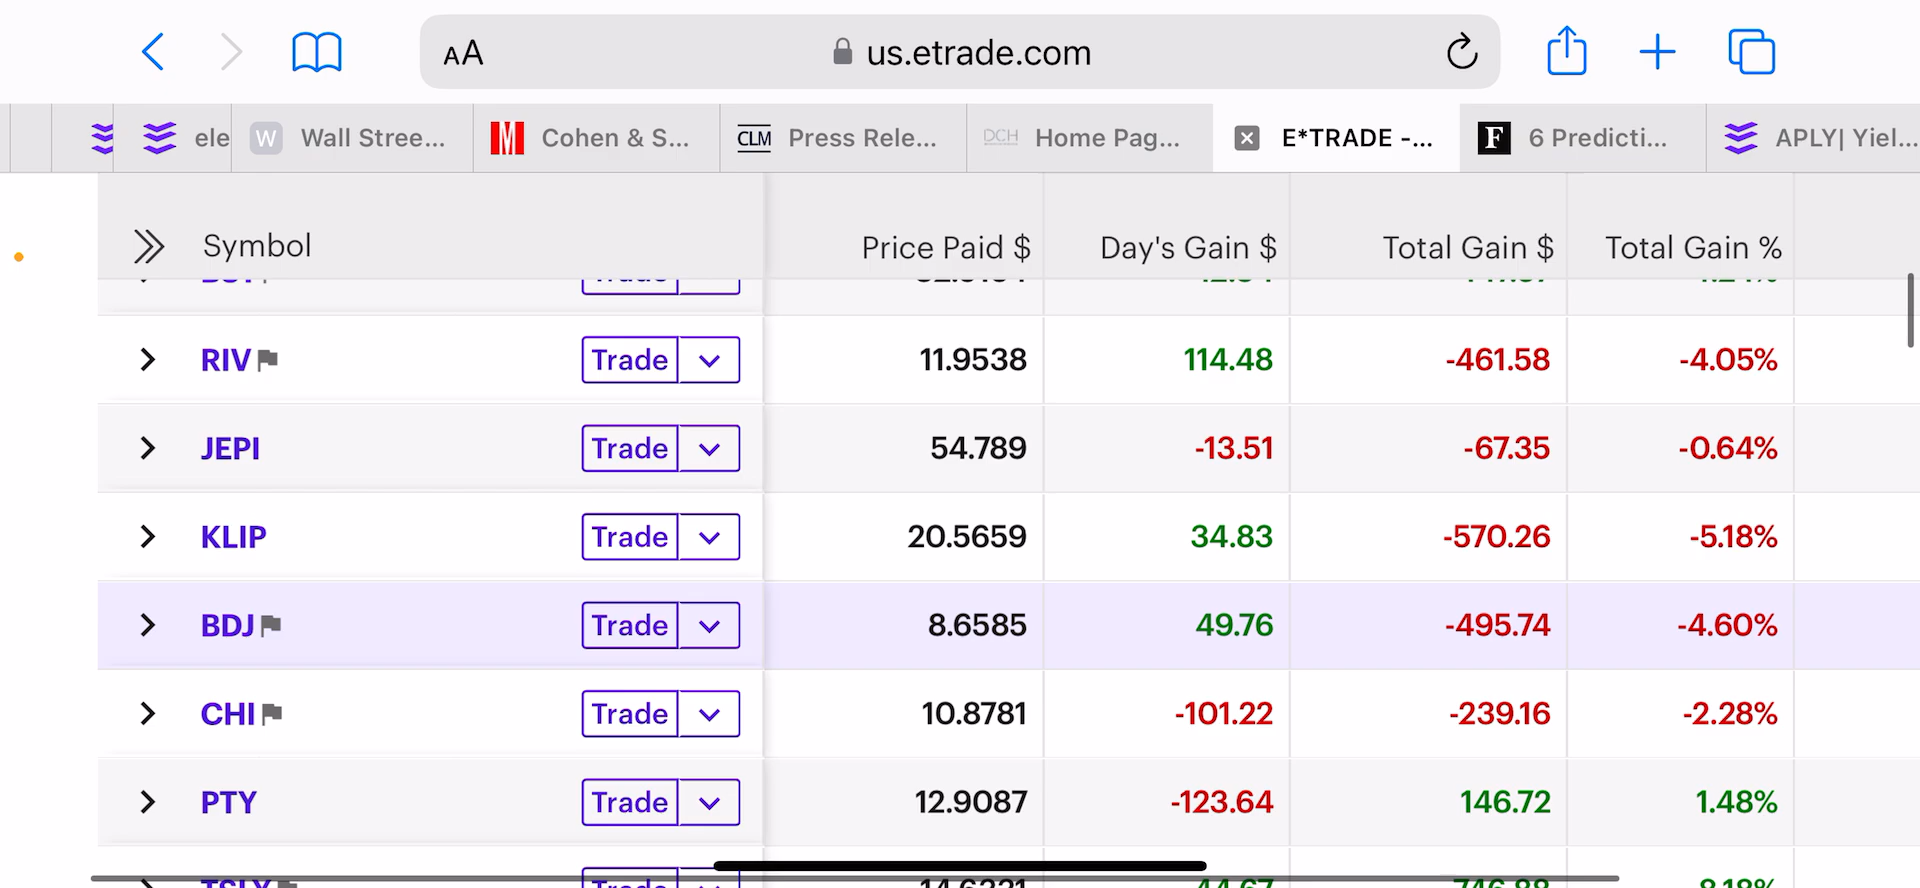 AA us.etrade.com
ele W Wall Stree... M Cohen & S... CLM Press Rele... DCH Home Pag... E*TRADE -... F 6 Predicti... APLY| Yiel...
Symbol Price Paid $ Day's Gain $ Total Gain $ Total Gain %
RIV Trade 11.9538 114.48 -461.58 -4.05%
JEPI Trade 54.789 -13.51 -67.35 -0.64%
KLIP Trade 20.5659 34.83 -570.26 -5.18%
BDJ Trade 8.6585 49.76 -495.74 -4.60%
CHI Trade 10.8781 -101.22 -239.16 -2.28%
PTY Trade 12.9087 -123.64 146.72 1.48%
TSLY Trade